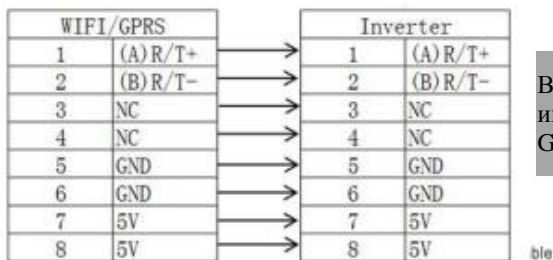 WIFI/GPRS Inverter
1 (A)R/T+ 1 (A)R/T+
2 (B)R/T- 2 (B)R/T-
3 NC 3 NC
4 NC 4 NC
5 GND 5 GND
6 GND 6 GND
7 5V 7 5V
8 5V 8 5V
ble